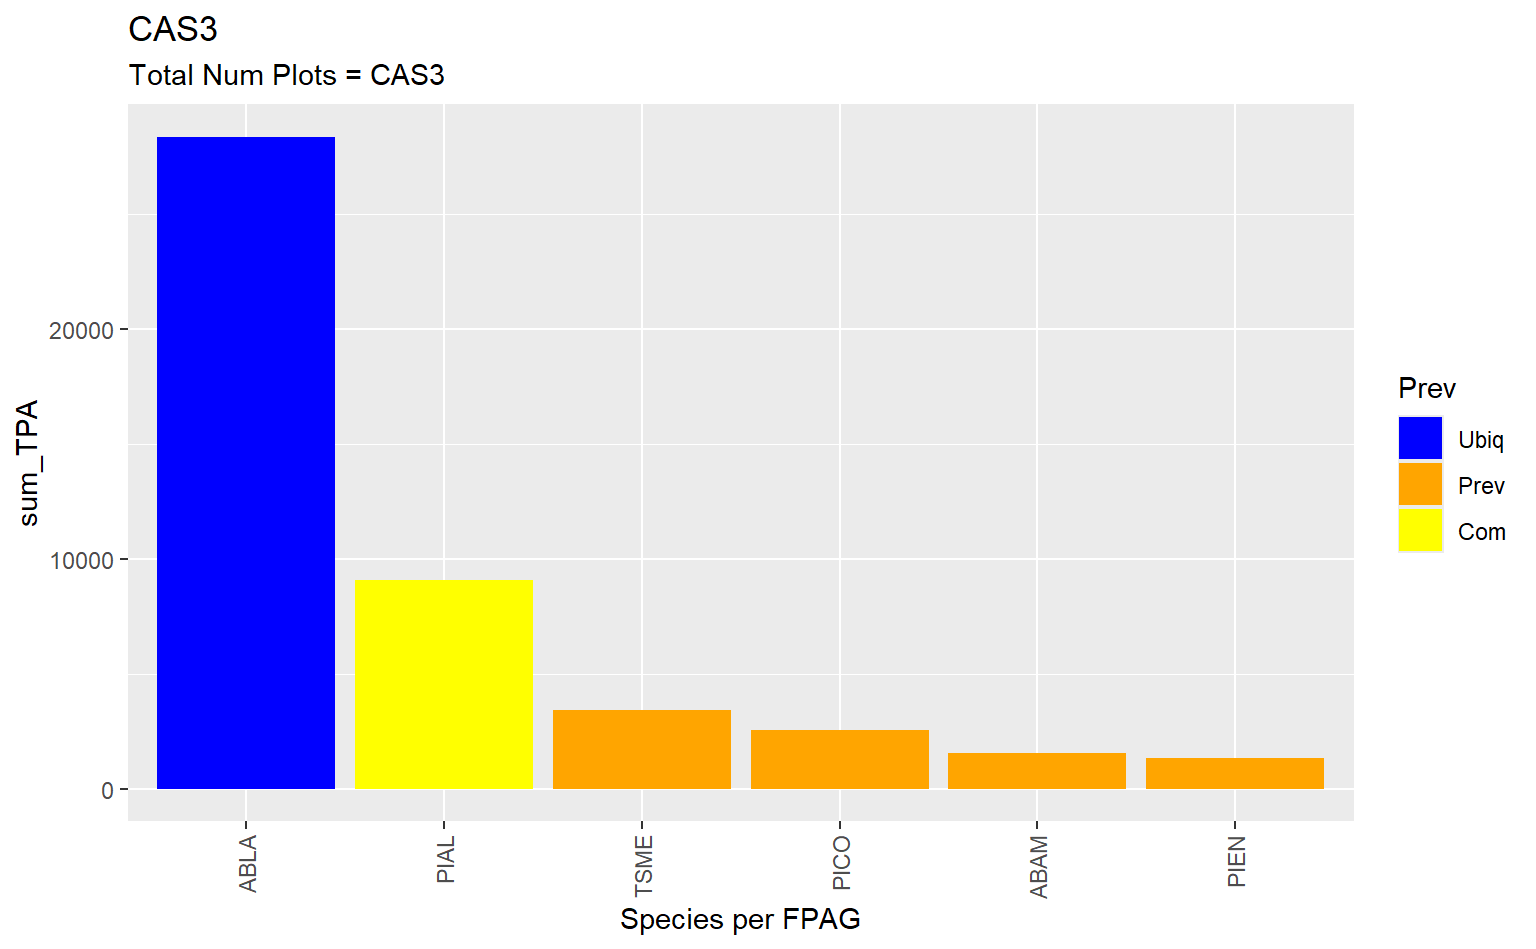 CAS3
Total Num Plots = CAS3
sum_TPA
20000
10000
0
ABLA
PIAL
TSME
PICO
ABAM
PIEN
Species per FPAG
Prev
Ubiq
Prev
Com